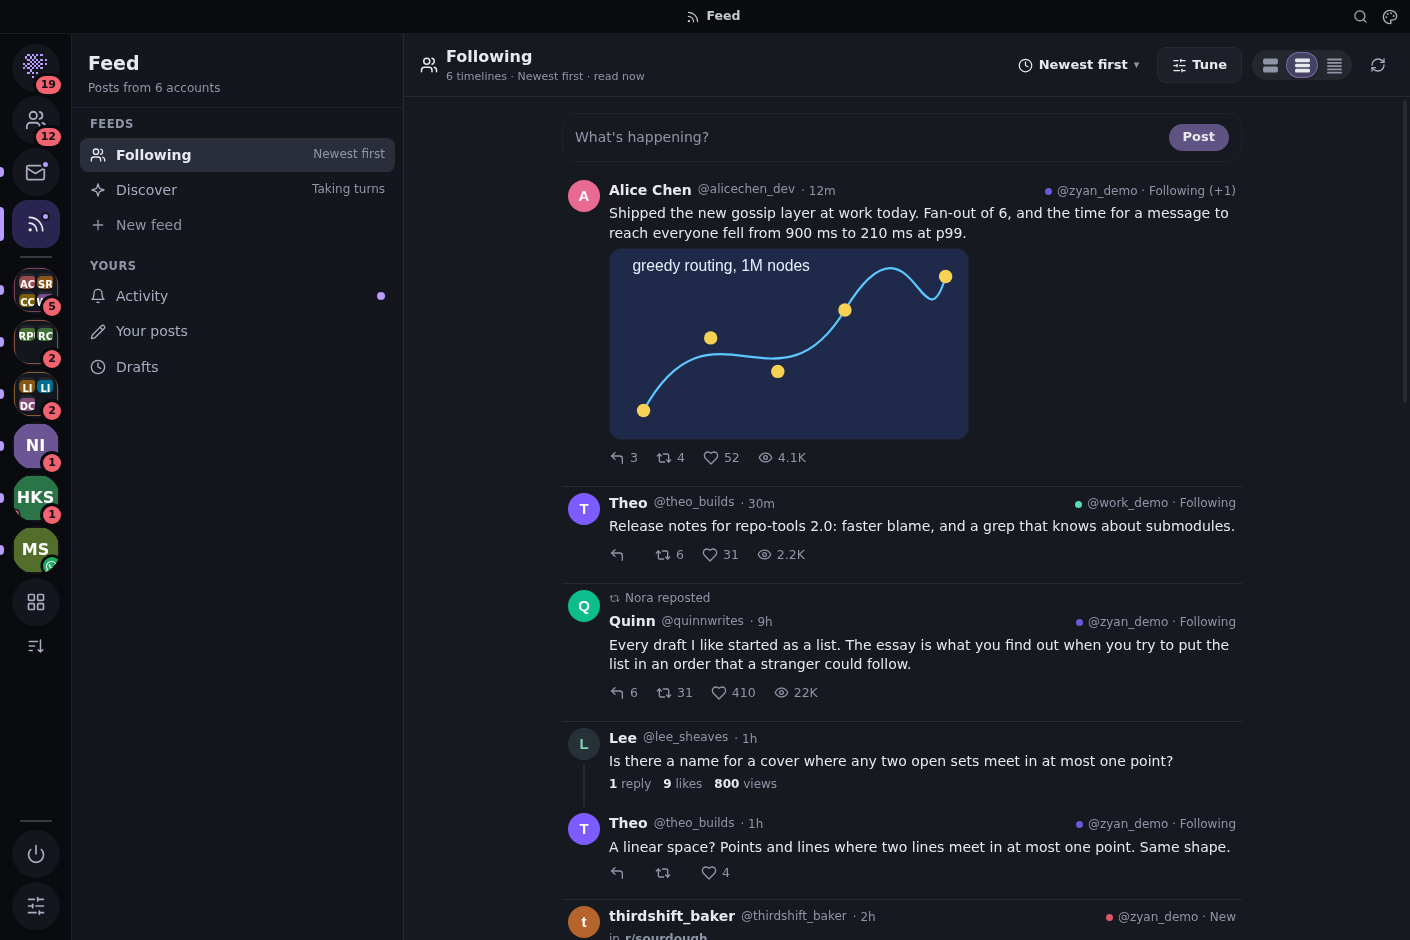 Feed
19
12
5
2
2
1
1
AC SR
CC
RP RC
LI LI
DC
NI
HKS
MS
Feed
Posts from 6 accounts
FEEDS
Following Newest first
Discover Taking turns
New feed
YOURS
Activity
Your posts
Drafts
Following
6 timelines · Newest first · read now
Newest first
Tune
What's happening?
Post
A
Alice Chen @alicechen_dev · 12m
@zyan_demo · Following (+1)
Shipped the new gossip layer at work today. Fan-out of 6, and the time for a message to
reach everyone fell from 900 ms to 210 ms at p99.
greedy routing, 1M nodes
3 4 52 4.1K
T
Theo @theo_builds · 30m
@work_demo · Following
Release notes for repo-tools 2.0: faster blame, and a grep that knows about submodules.
6 31 2.2K
Nora reposted
Q
Quinn @quinnwrites · 9h
@zyan_demo · Following
Every draft I like started as a list. The essay is what you find out when you try to put the
list in an order that a stranger could follow.
6 31 410 22K
L
Lee @lee_sheaves · 1h
Is there a name for a cover where any two open sets meet in at most one point?
1 reply 9 likes 800 views
T
Theo @theo_builds · 1h
@zyan_demo · Following
A linear space? Points and lines where two lines meet in at most one point. Same shape.
4
t
thirdshift_baker @thirdshift_baker · 2h
@zyan_demo · New
in r/sourdough